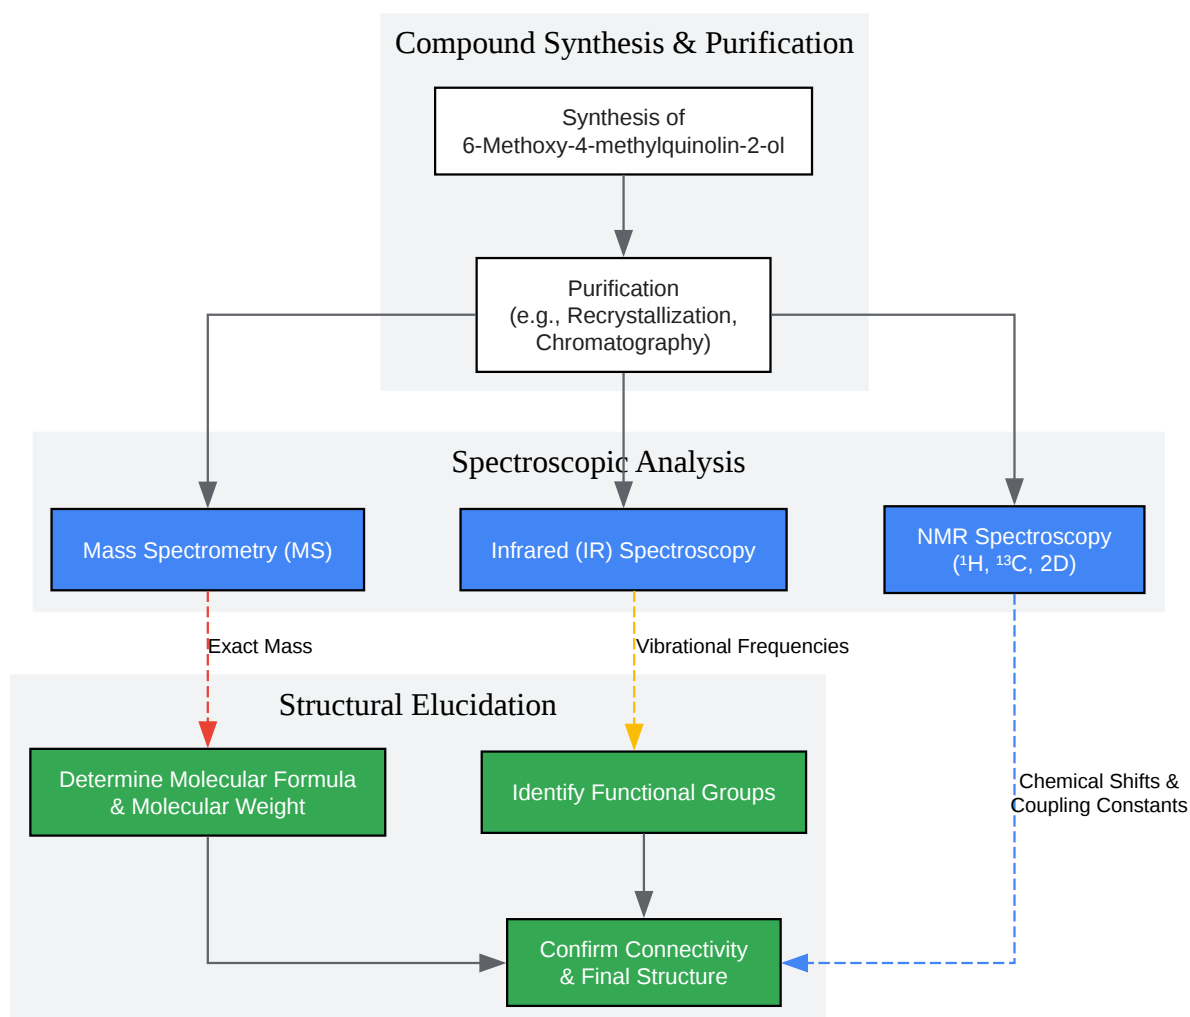 Compound Synthesis & Purification
Synthesis of
6-Methoxy-4-methylquinolin-2-ol
Purification
(e.g., Recrystallization,
Chromatography)
Spectroscopic Analysis
Mass Spectrometry (MS)
Infrared (IR) Spectroscopy
NMR Spectroscopy
(¹H, ¹³C, 2D)
Exact Mass
Vibrational Frequencies
Structural Elucidation
Determine Molecular Formula
& Molecular Weight
Identify Functional Groups
Chemical Shifts &
Coupling Constants
Confirm Connectivity
& Final Structure